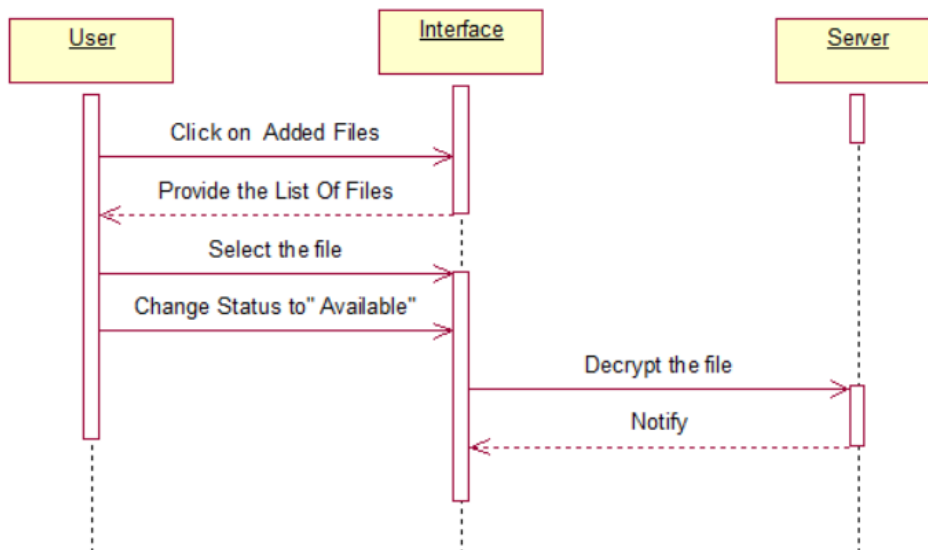 User
Interface
Server
Click on Added Files
Provide the List Of Files
Select the file
Change Status to" Available"
Decrypt the file
Notify